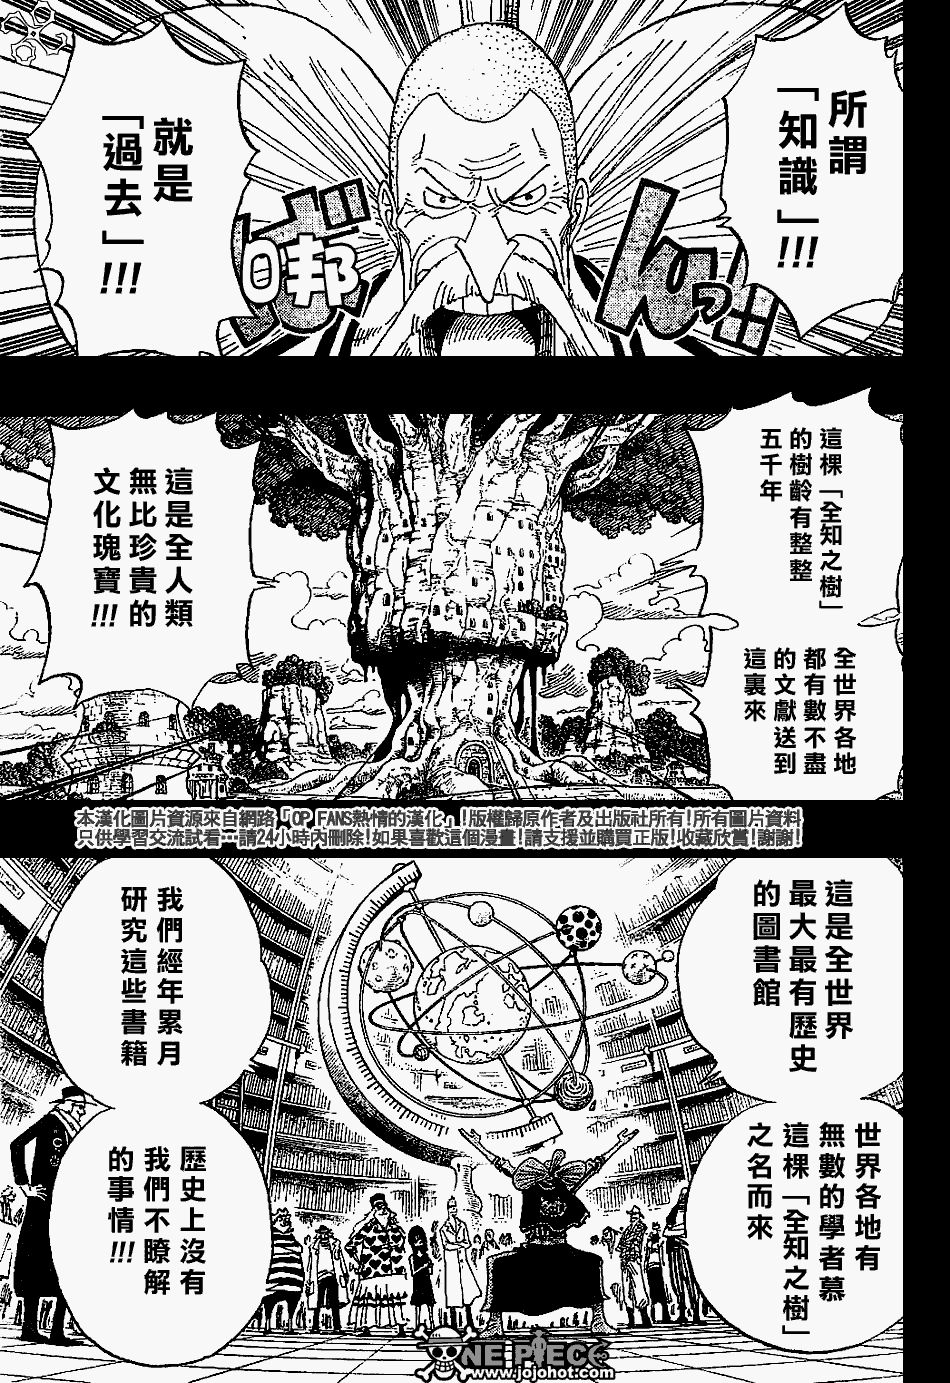 所謂
「知識」!!!
就是
「過去」!!!
んっ!!
ば
梆
這棵「全知之樹」
的樹齡有整整
五千年
全世界各地
都有數不盡
的文獻送到
這裏來
這是全人類
無比珍貴的
文化瑰寶!!!
本漢化圖片資源來自網路「OP FANS熱情的漢化」!版權歸原作者及出版社所有!所有圖片資料
只供學習交流試看…請24小時內刪除!如果喜歡這個漫畫!請支援並購買正版!收藏欣賞!謝謝!
這是全世界
最大最有歷史
的圖書館
世界各地有
無數的學者慕
這棵「全知之樹」
之名而來
我們經年累月
研究這些書籍
歷史上沒有
我們不瞭解
的事情!!!
ONE PIECE
www.jojohot.com